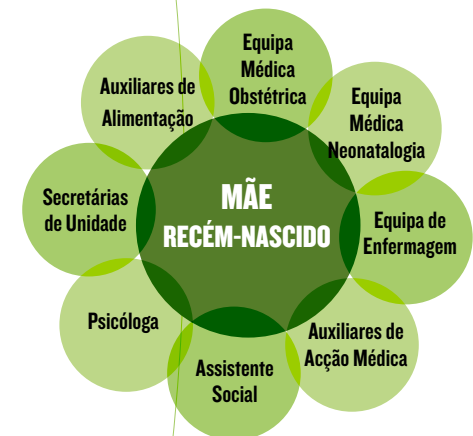 Equipa
Médica
Obstétrica
Equipa
Médica
Neonatalogia
Equipa de
Enfermagem
Auxiliares de
Acção Médica
Assistente
Social
Psicóloga
Secretárias
de Unidade
Auxiliares de
Alimentação
MÃE
RECÉM-NASCIDO